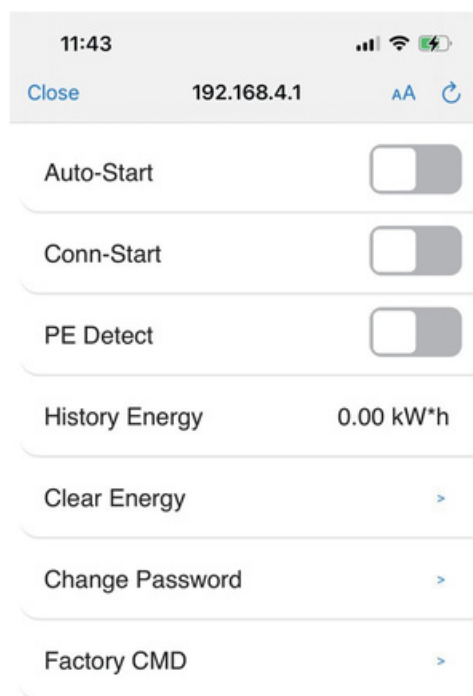 11:43
Close 192.168.4.1 AA
Auto-Start
Conn-Start
PE Detect
History Energy 0.00 kW*h
Clear Energy >
Change Password >
Factory CMD >